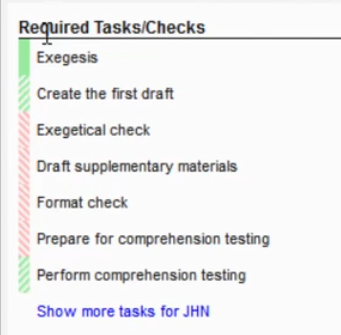 Required Tasks/Checks
Exegesis
Create the first draft
Exegetical check
Draft supplementary materials
Format check
Prepare for comprehension testing
Perform comprehension testing
Show more tasks for JHN